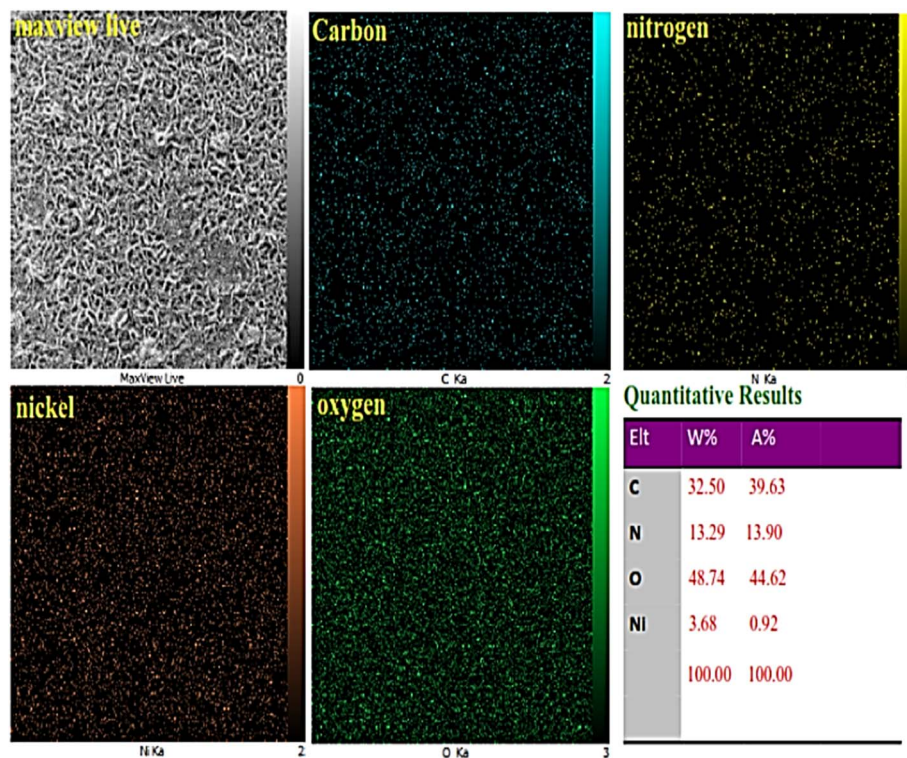 maxview live
MaxView Live 0
Carbon
C Ka 2
nitrogen
N Ka
nickel
Ni Ka 2
oxygen
O Ka 3
Quantitative Results
Elt W% A%
C 32.50 39.63
N 13.29 13.90
O 48.74 44.62
Ni 3.68 0.92
100.00 100.00